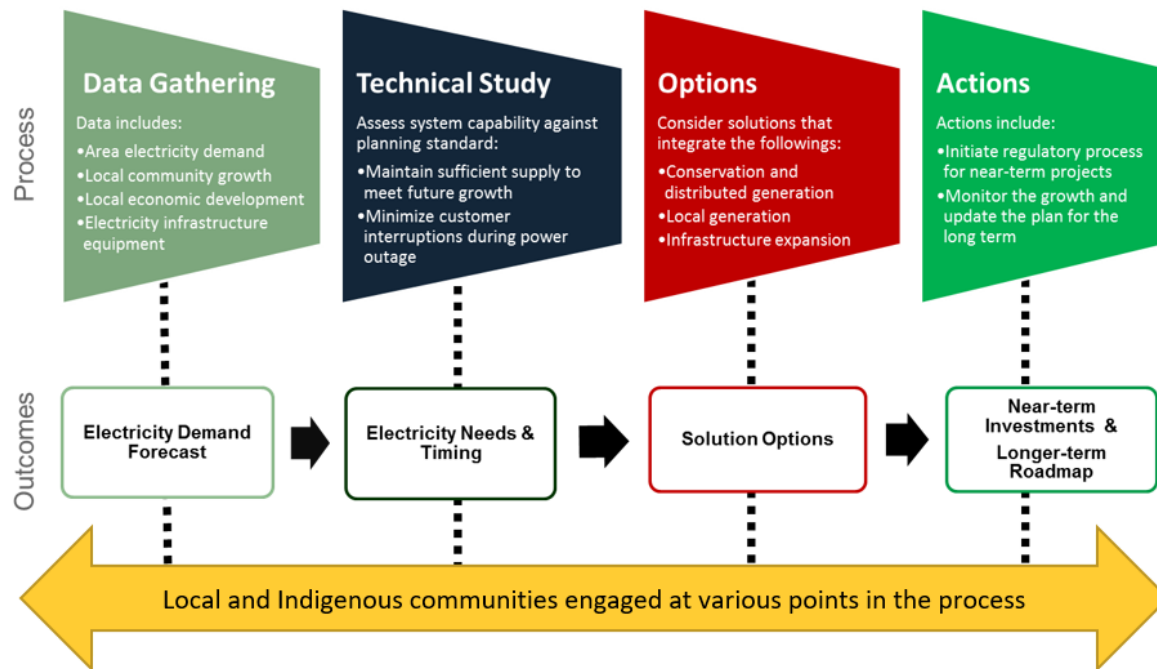 Process
Data Gathering
Data includes:
•Area electricity demand
•Local community growth
•Local economic development
•Electricity infrastructure
equipment
Technical Study
Assess system capability against
planning standard:
•Maintain sufficient supply to
meet future growth
•Minimize customer
interruptions during power
outage
Options
Consider solutions that
integrate the followings:
•Conservation and
distributed generation
•Local generation
•Infrastructure expansion
Actions
Actions include:
•Initiate regulatory process
for near-term projects
•Monitor the growth and
update the plan for the
long term
Outcomes
Electricity Demand
Forecast
Electricity Needs &
Timing
Solution Options
Near-term
Investments &
Longer-term
Roadmap
Local and Indigenous communities engaged at various points in the process